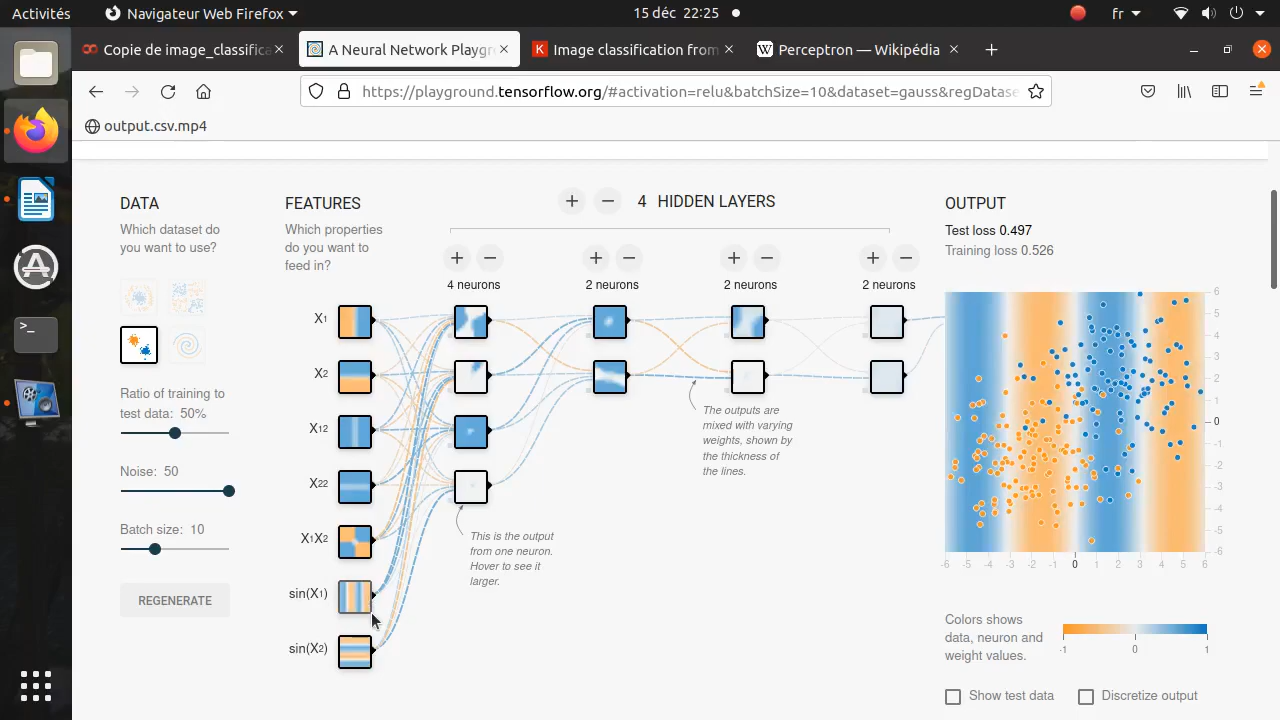 Activités
Navigateur Web Firefox
15 déc 22:25
fr
Copie de image_classifica
A Neural Network Playgr
Image classification from
Perceptron — Wikipédia
https://playground.tensorflow.org/#activation=relu&batchSize=10&dataset=gauss&regDatase
output.csv.mp4
DATA
Which dataset do
you want to use?
Ratio of training to
test data: 50%
Noise: 50
Batch size: 10
REGENERATE
FEATURES
Which properties
do you want to
feed in?
X1
X2
X12
X22
X1X2
sin(X1)
sin(X2)
+ − 4 HIDDEN LAYERS
+ − + − + − + −
4 neurons
2 neurons
2 neurons
2 neurons
This is the output
from one neuron.
Hover to see it
larger.
The outputs are
mixed with varying
weights, shown by
the thickness of
the lines.
OUTPUT
Test loss 0.497
Training loss 0.526
6
5
4
3
2
1
0
-1
-2
-3
-4
-5
-6
-6 -5 -4 -3 -2 -1 0 1 2 3 4 5 6
Colors shows
data, neuron and
weight values.
-1 0 1
Show test data
Discretize output